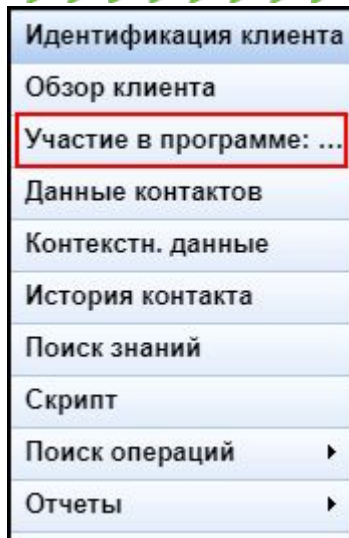 Идентификация клиента
Обзор клиента
Участие в программе: ...
Данные контактов
Контекстн. данные
История контакта
Поиск знаний
Скрипт
Поиск операций
Отчеты